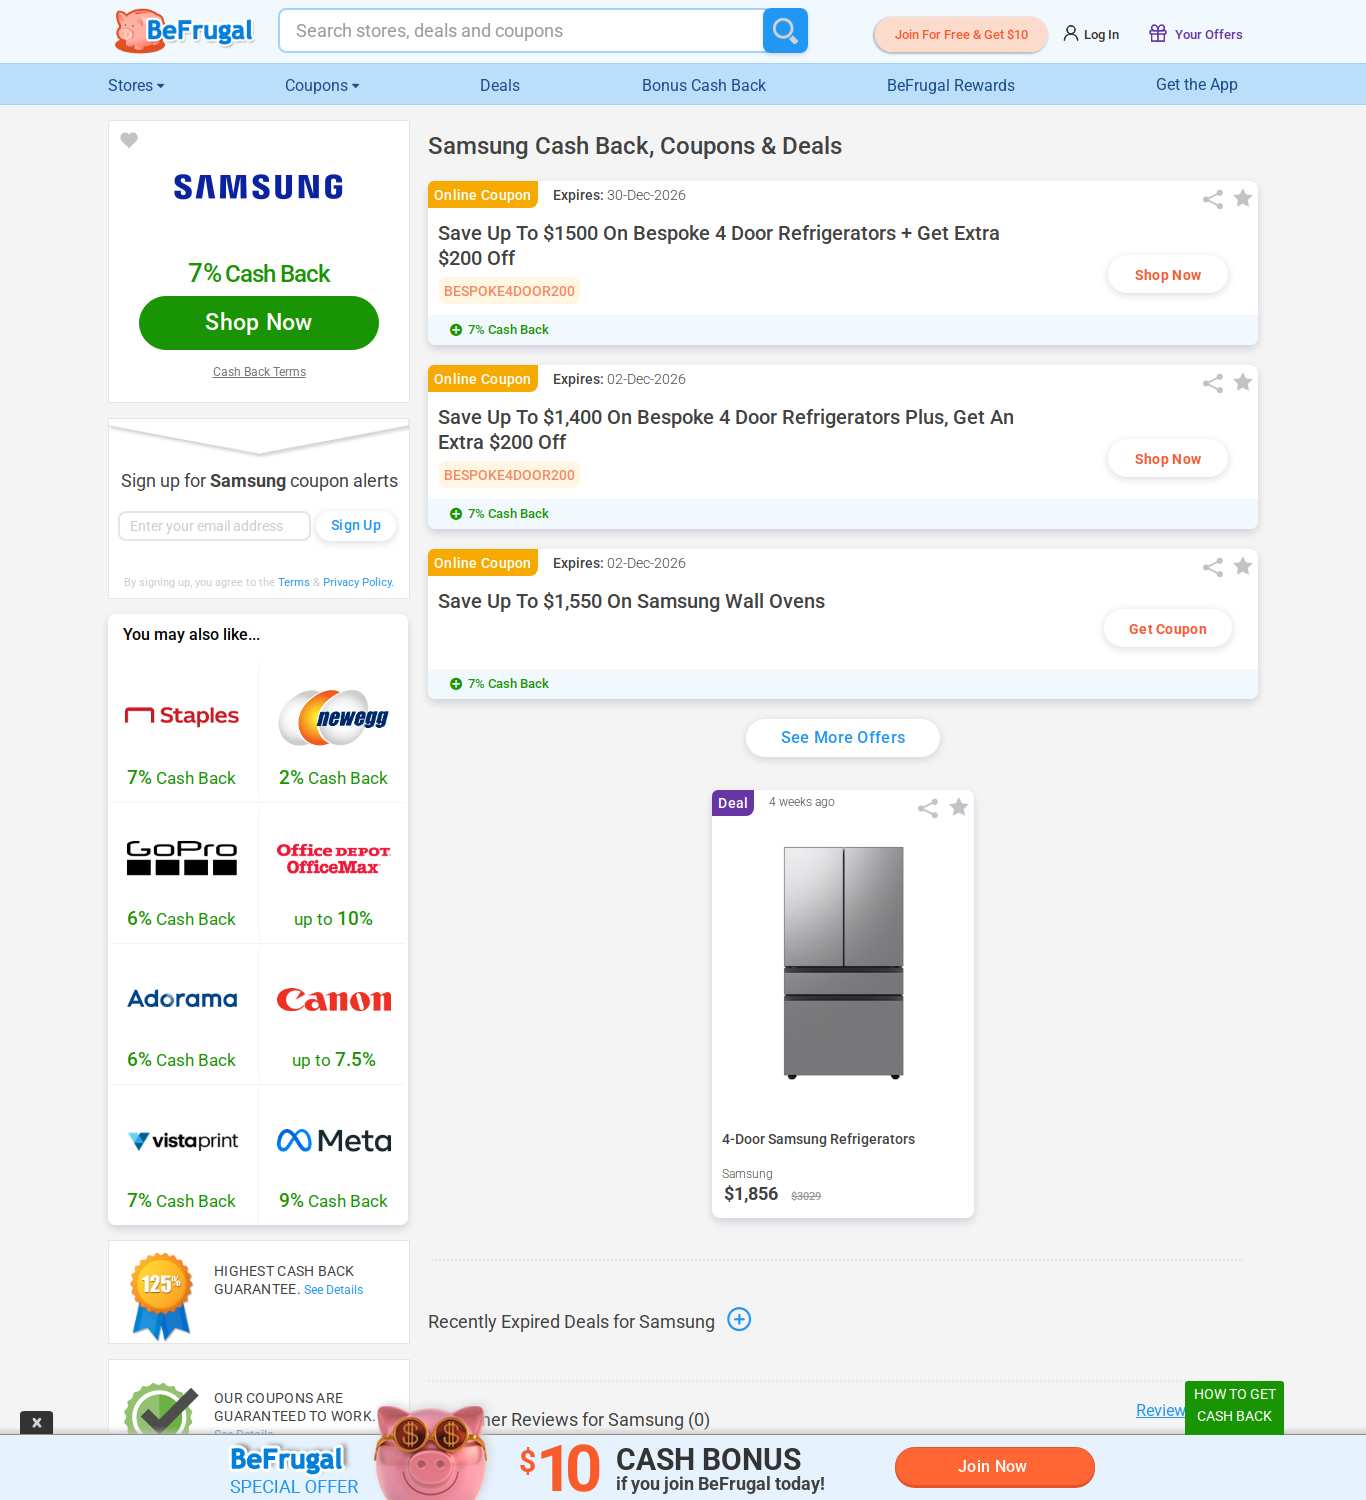 BeFrugal
Search stores, deals and coupons
Join For Free & Get $10
Log In
Your Offers
Stores
Coupons
Deals
Bonus Cash Back
BeFrugal Rewards
Get the App
SAMSUNG
7% Cash Back
Shop Now
Cash Back Terms
Sign up for Samsung coupon alerts
Enter your email address
Sign Up
By signing up, you agree to the Terms & Privacy Policy.
You may also like...
Staples
7% Cash Back
newegg
2% Cash Back
GoPro
6% Cash Back
Office DEPOT
OfficeMax
up to 10%
Adorama
6% Cash Back
Canon
up to 7.5%
vistaprint
7% Cash Back
Meta
9% Cash Back
125%
HIGHEST CASH BACK
GUARANTEE. See Details
OUR COUPONS ARE
GUARANTEED TO WORK.
See Details
Samsung Cash Back, Coupons & Deals
Online Coupon
Expires: 30-Dec-2026
Save Up To $1500 On Bespoke 4 Door Refrigerators + Get Extra
$200 Off
BESPOKE4DOOR200
Shop Now
7% Cash Back
Online Coupon
Expires: 02-Dec-2026
Save Up To $1,400 On Bespoke 4 Door Refrigerators Plus, Get An
Extra $200 Off
BESPOKE4DOOR200
Shop Now
7% Cash Back
Online Coupon
Expires: 02-Dec-2026
Save Up To $1,550 On Samsung Wall Ovens
Get Coupon
7% Cash Back
See More Offers
Deal
4 weeks ago
4-Door Samsung Refrigerators
Samsung
$1,856 $3029
Recently Expired Deals for Samsung
mer Reviews for Samsung (0)
Review
HOW TO GET
CASH BACK
x
BeFrugal
SPECIAL OFFER
$10
CASH BONUS
if you join BeFrugal today!
Join Now